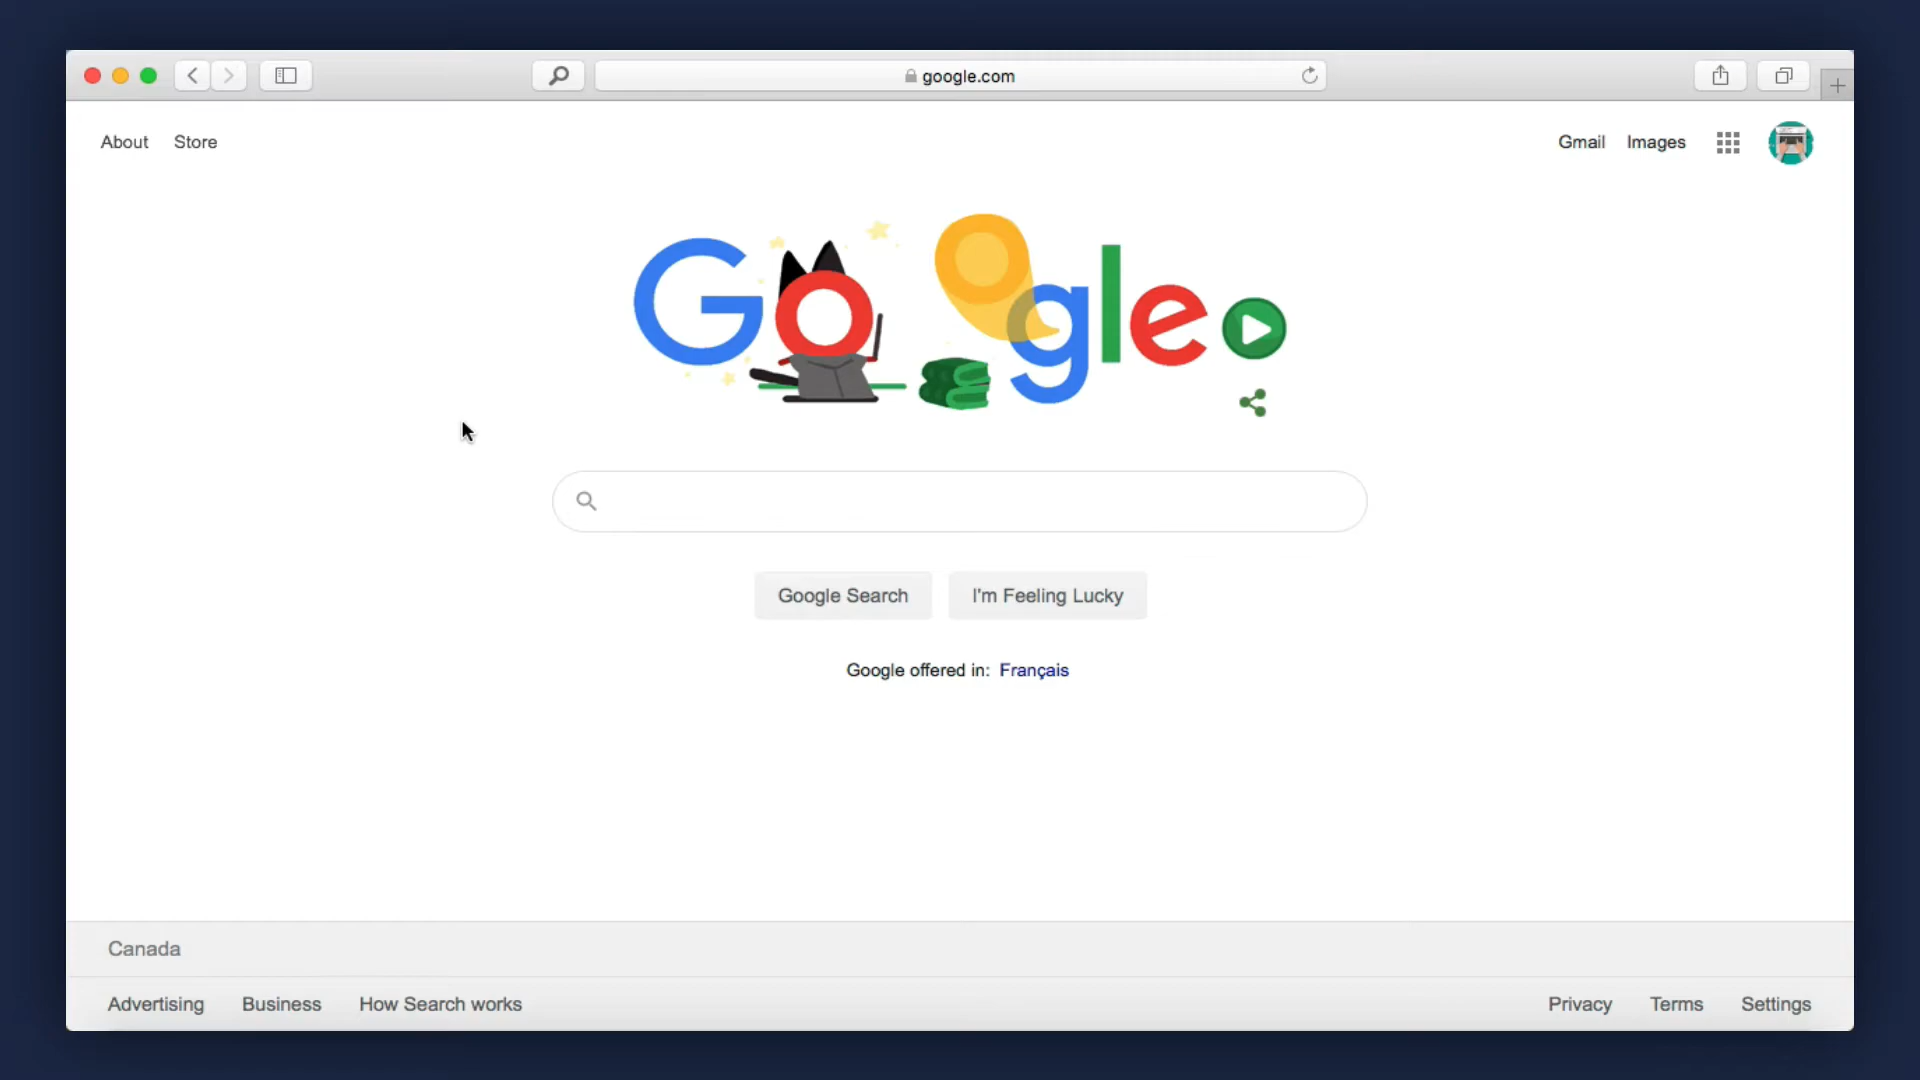 google.com
About Store
Gmail Images
Google
Google Search
I'm Feeling Lucky
Google offered in: Français
Canada
Advertising Business How Search works
Privacy Terms Settings